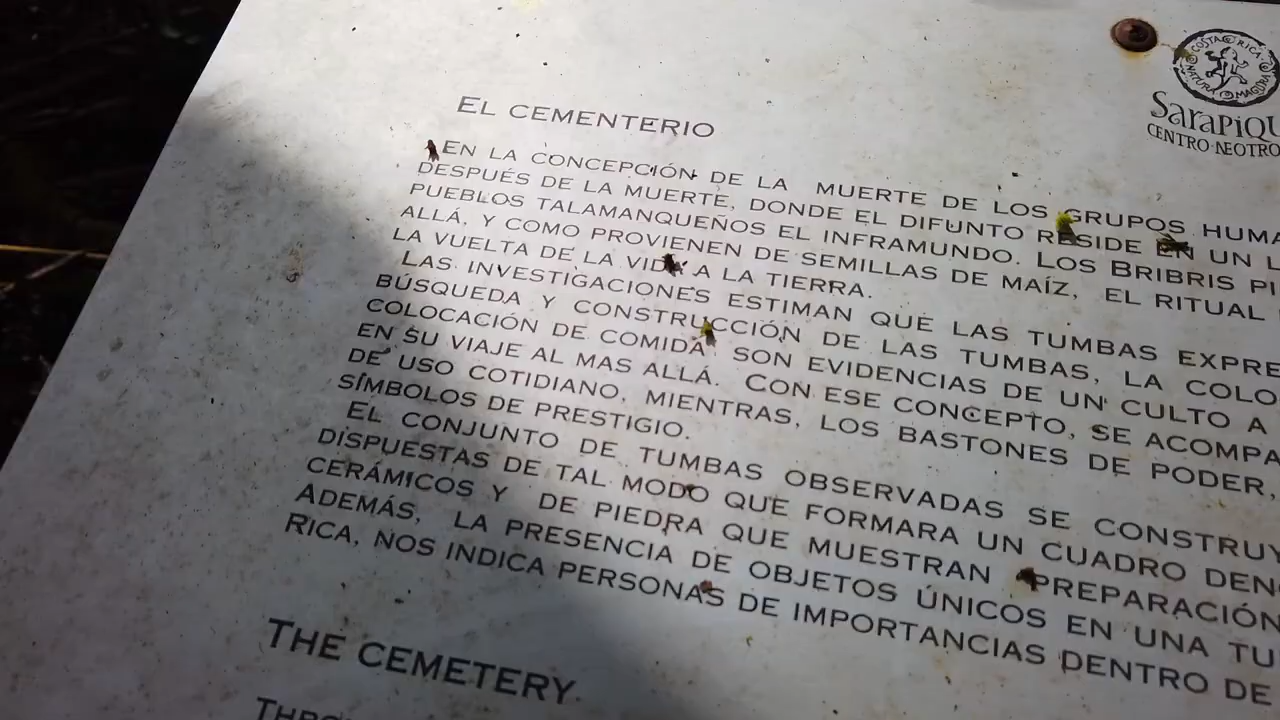 COSTA RICA
NATURA MAGICA
SARAPIQU
CENTRO NEOTRO
EL CEMENTERIO
EN LA CONCEPCIÓN DE LA MUERTE DE LOS GRUPOS HUMA
DESPUÉS DE LA MUERTE, DONDE EL DIFUNTO RESIDE EN UN L
PUEBLOS TALAMANQUEÑOS EL INFRAMUNDO. LOS BRIBRIS PI
ALLÁ, Y COMO PROVIENEN DE SEMILLAS DE MAÍZ, EL RITUAL
LA VUELTA DE LA VIDA A LA TIERRA.
LAS INVESTIGACIONES ESTIMAN QUE LAS TUMBAS EXPRE
BÚSQUEDA Y CONSTRUCCIÓN DE LAS TUMBAS, LA COLO
COLOCACIÓN DE COMIDA SON EVIDENCIAS DE UN CULTO A
EN SU VIAJE AL MAS ALLÁ. CON ESE CONCEPTO, SE ACOMPA
DE USO COTIDIANO, MIENTRAS, LOS BASTONES DE PODER,
SÍMBOLOS DE PRESTIGIO.
EL CONJUNTO DE TUMBAS OBSERVADAS SE CONSTRUY
DISPUESTAS DE TAL MODO QUE FORMARA UN CUADRO DEN
CERÁMICOS Y DE PIEDRA QUE MUESTRAN PREPARACIÓN
ADEMÁS, LA PRESENCIA DE OBJETOS ÚNICOS EN UNA TU
RICA, NOS INDICA PERSONAS DE IMPORTANCIAS DENTRO DE
THE CEMETERY
THRO